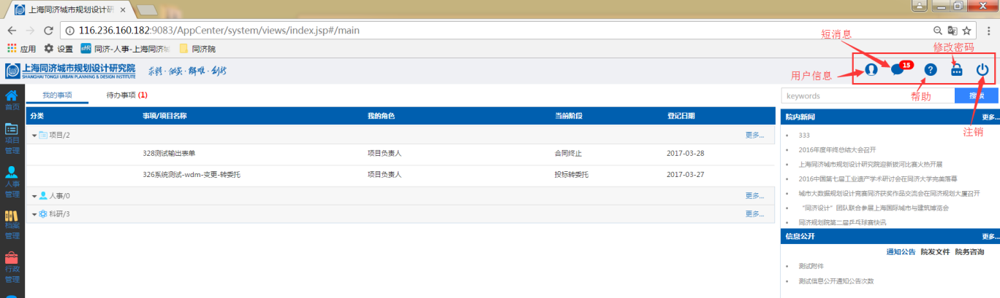 上海同济城市规划设计研 ×
116.236.160.182:9083/AppCenter/system/views/index.jsp#/main
应用 设置 同济-人事-上海同济 同济院
短消息
修改密码
上海同济城市规划设计研究院
SHANGHAI TONGJI URBAN PLANNING & DESIGN INSTITUTE
15
?
用户信息
帮助
注销
首页
项目
管理
人事
管理
档案
管理
行政
管理
我的事项 待办事项 (1)
分类 事项/项目名称 我的角色 当前阶段 登记日期
项目/2 更多...
328测试输出表单 项目负责人 合同终止 2017-03-28
326系统测试-wdm-变更-转委托 项目负责人 投标转委托 2017-03-27
人事/0 更多...
科研/3 更多...
keywords 搜索
院内新闻 更多...
333
2016年度年终总结大会召开
上海同济城市规划设计研究院迎新拔河比赛火热开展
2016中国第七届工业遗产学术研讨会在同济大学完美落幕
城市大数据规划设计竞赛同济获奖作品交流会在同济规划大厦召开
“同济设计”团队联合参展上海国际城市与建筑博览会
同济规划院第二届乒乓球赛快讯
信息公开 更多...
通知公告 院发文件 院务咨询
测试附件
测试信息公开通知公告次数